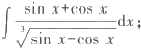 ∫ (sin x+cos x)/∛(sin x−cos x) dx;